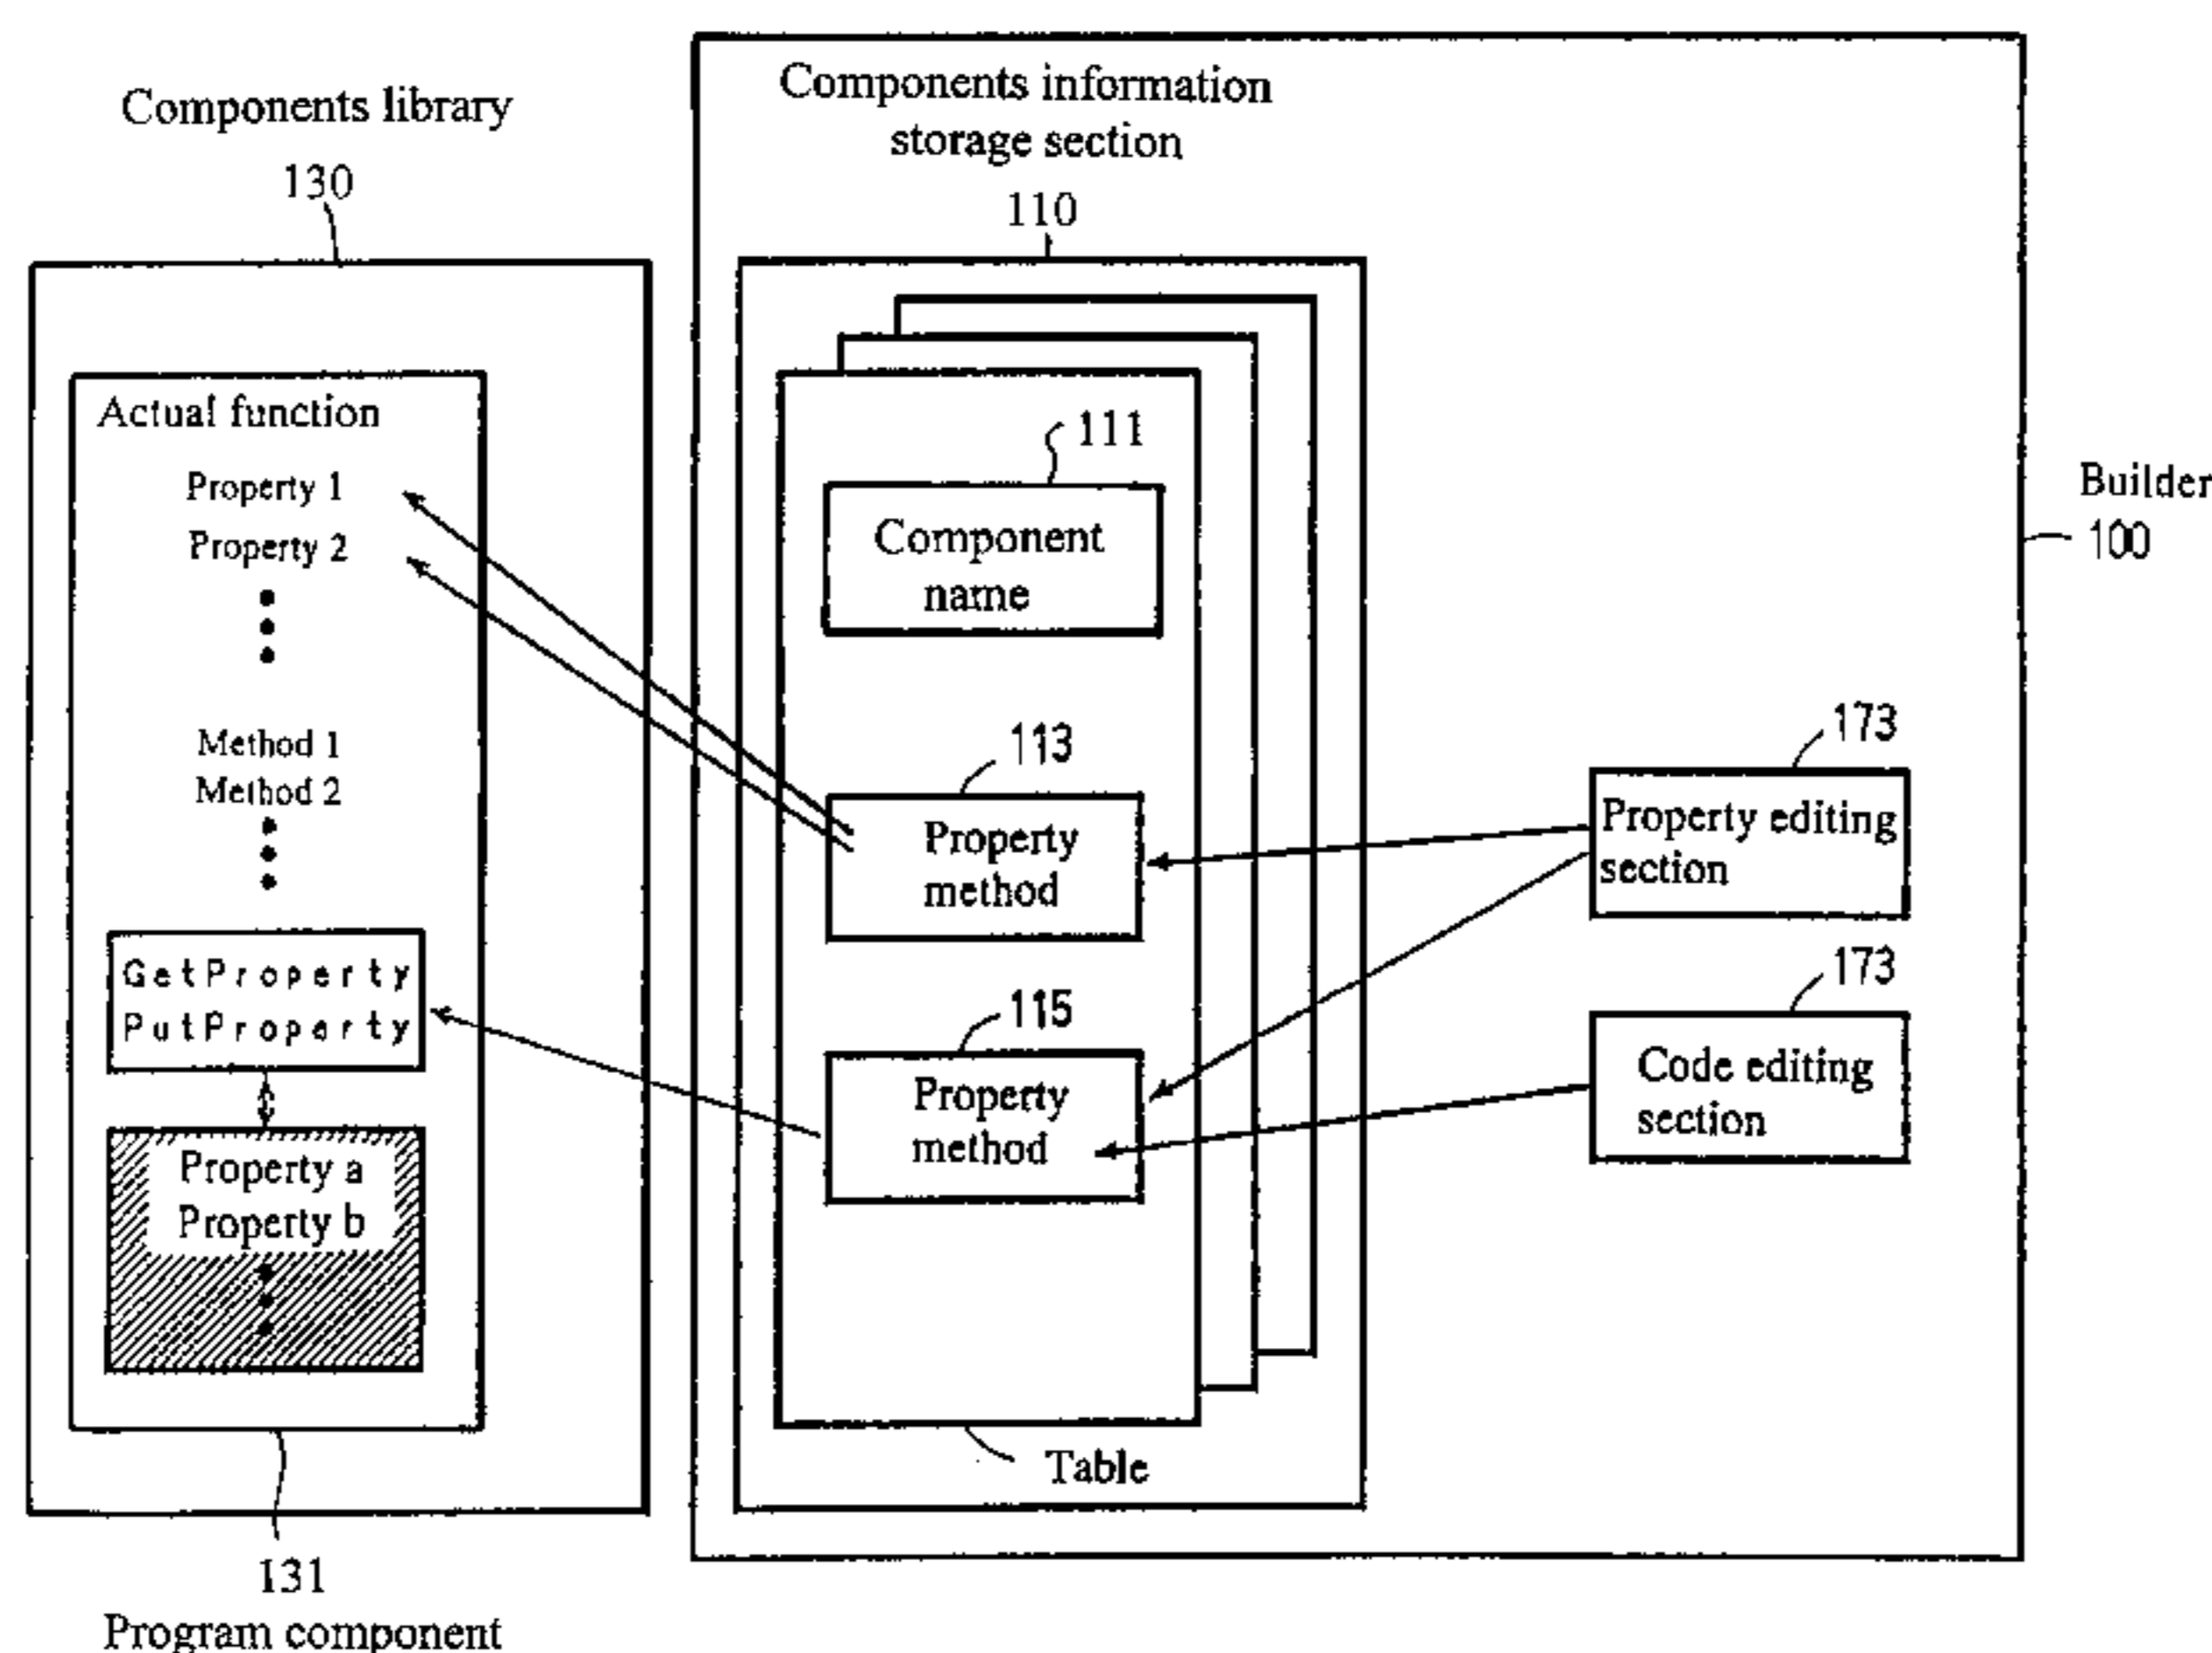 Components library
130
Actual function
Property 1
Property 2
Method 1
Method 2
GetProperty
PutProperty
Property a
Property b
131
Program component
Components information
storage section
110
111
Component
name
113
Property
method
115
Property
method
Table
173
Property editing
section
173
Code editing
section
Builder
100